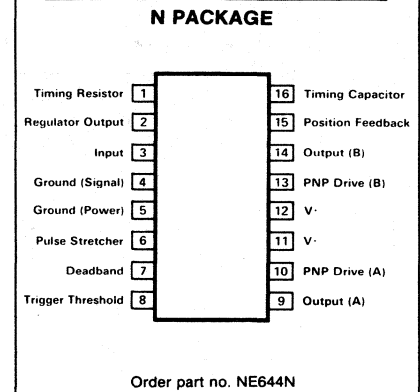 N PACKAGE
Timing Resistor 1
Regulator Output 2
Input 3
Ground (Signal) 4
Ground (Power) 5
Pulse Stretcher 6
Deadband 7
Trigger Threshold 8
16 Timing Capacitor
15 Position Feedback
14 Output (B)
13 PNP Drive (B)
12 V·
11 V·
10 PNP Drive (A)
9 Output (A)
Order part no. NE644N